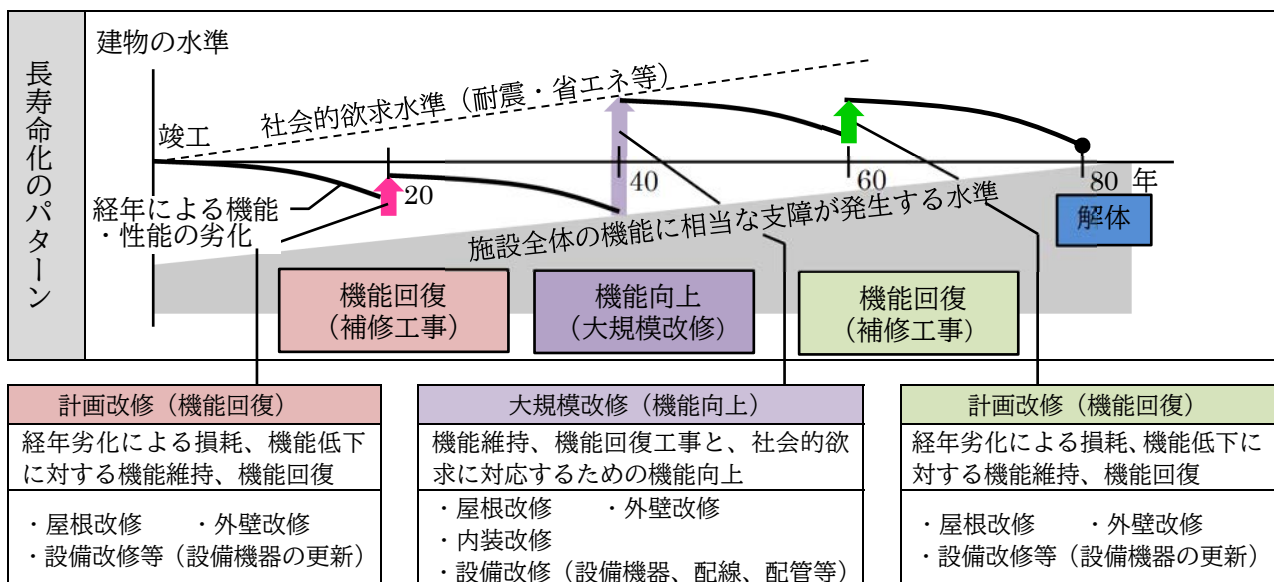 長寿命化のパターン
建物の水準
社会的欲求水準（耐震・省エネ等）
竣工
20
40
60
80 年
経年による機能
・性能の劣化
施設全体の機能に相当な支障が発生する水準
解体
機能回復
（補修工事）
機能向上
（大規模改修）
機能回復
（補修工事）
計画改修（機能回復）
経年劣化による損耗、機能低下
に対する機能維持、機能回復
・屋根改修　　・外壁改修
・設備改修等（設備機器の更新）
大規模改修（機能向上）
機能維持、機能回復工事と、社会的欲
求に対応するための機能向上
・屋根改修　　・外壁改修
・内装改修
・設備改修（設備機器、配線、配管等）
計画改修（機能回復）
経年劣化による損耗、機能低下に
対する機能維持、機能回復
・屋根改修　　・外壁改修
・設備改修等（設備機器の更新）